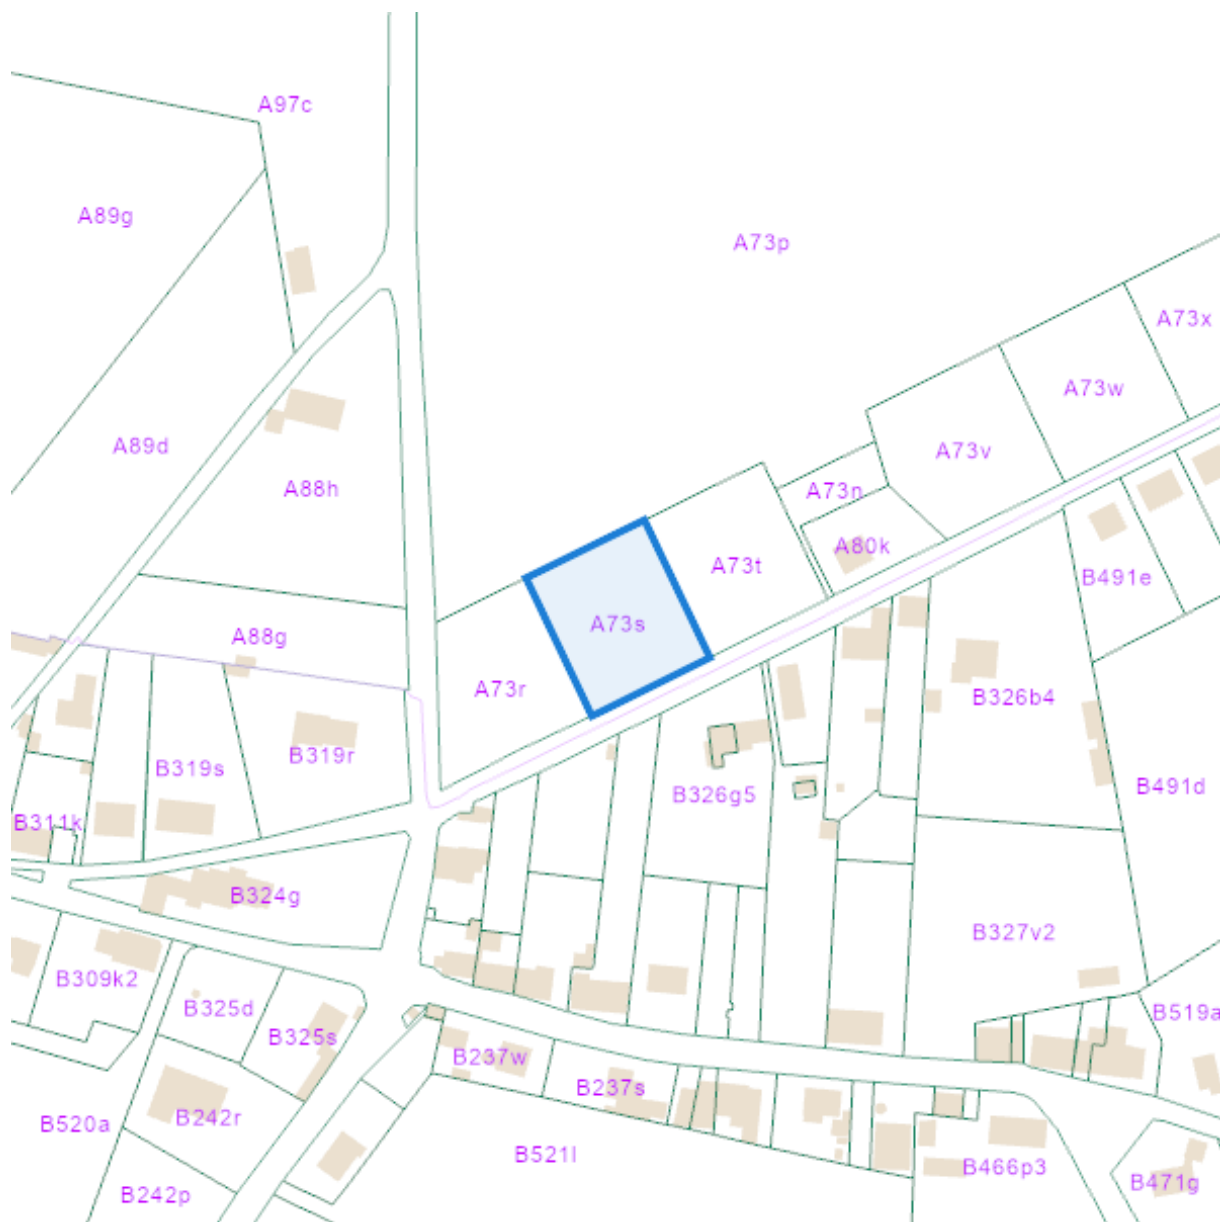 A97c
A89g
A73p
A73x
A73w
A89d
A73v
A88h
A73n
A80k
A73t
B491e
A73s
A88g
A73r
B326b4
B319r
B319s
B491d
B326g5
B311k
B324g
B327v2
B309k2
B325d
B519a
B325s
B237w
B237s
B242r
B520a
B521l
B466p3
B471g
B242p